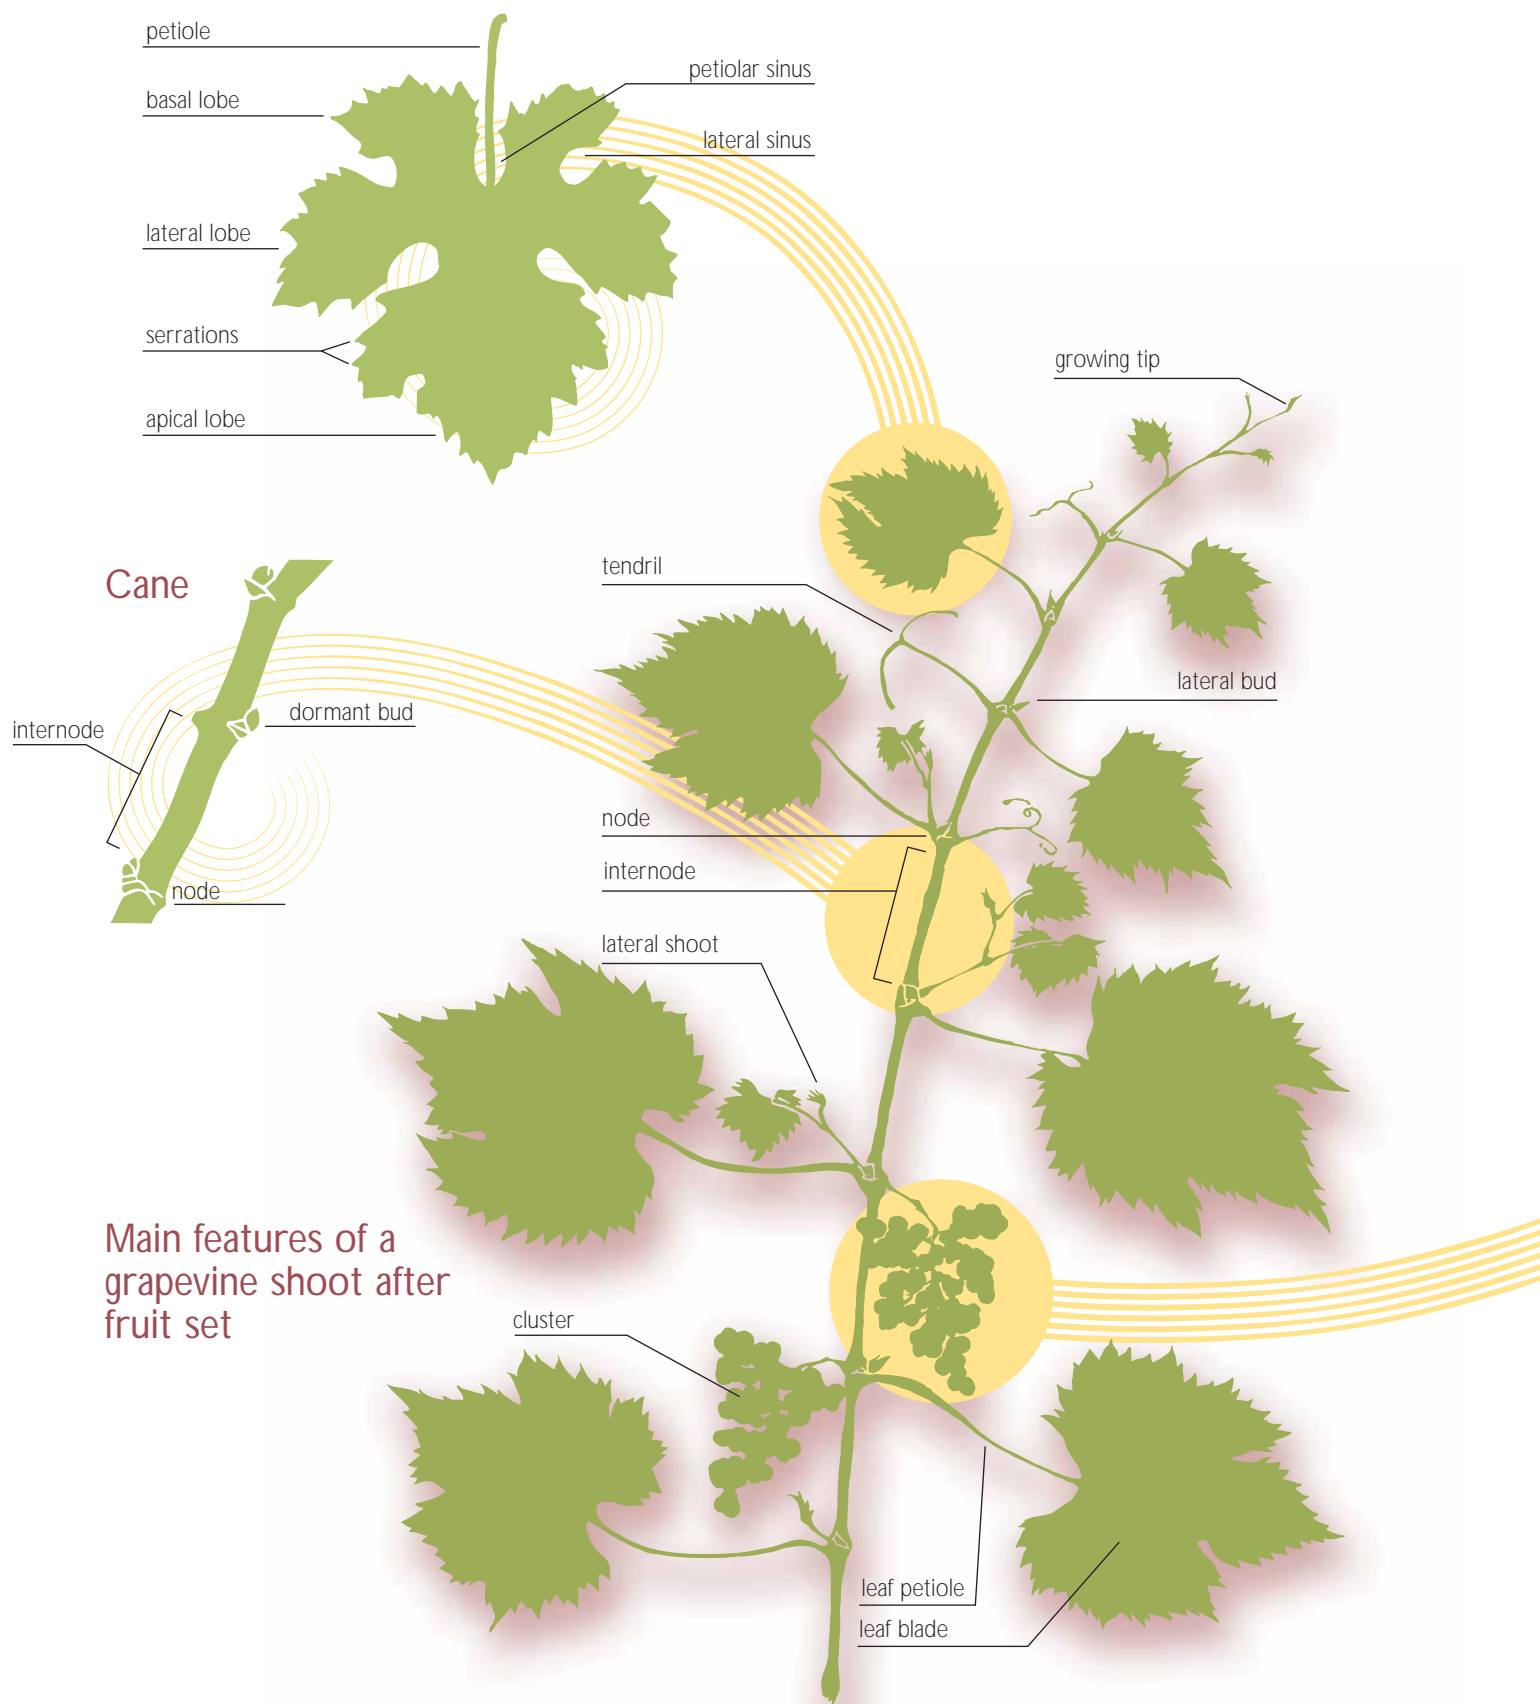 petiole
petiolar sinus
basal lobe
lateral sinus
lateral lobe
serrations
apical lobe
growing tip
Cane
tendril
lateral bud
dormant bud
internode
node
internode
node
lateral shoot
Main features of a
grapevine shoot after
fruit set
cluster
leaf petiole
leaf blade